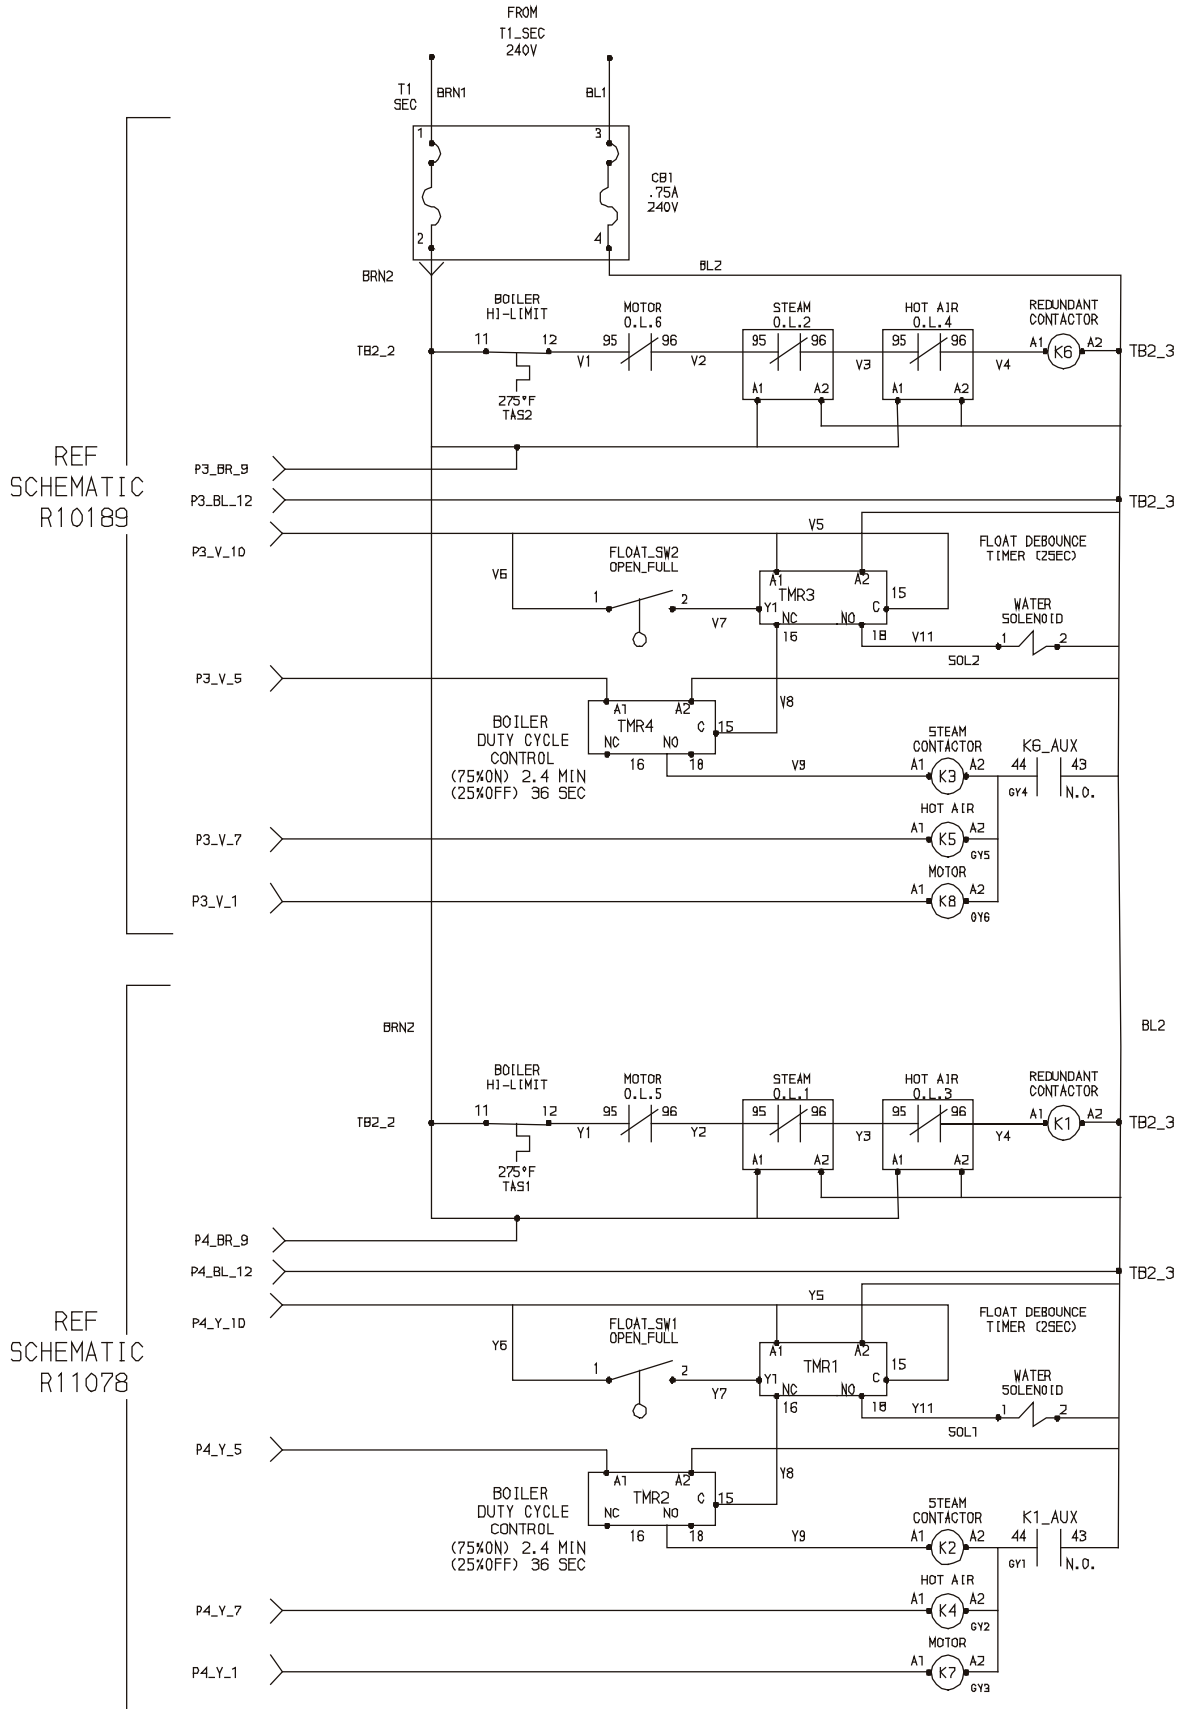 FROM
T1_SEC
240V
T1
SEC
BRN1
BL1
1
3
CB1
.75A
240V
2
4
BRN2
BL2
BOILER
HI-LIMIT
MOTOR
O.L.6
STEAM
O.L.2
HOT AIR
O.L.4
REDUNDANT
CONTACTOR
TB2_2
11
12
V1
95
96
V2
95
96
V3
95
96
V4
A1
K6
A2
TB2_3
275°F
TAS2
A1
A2
A1
A2
REF
SCHEMATIC
R10189
P3_BR_9
P3_BL_12
TB2_3
P3_V_10
V5
V6
FLOAT_SW2
OPEN_FULL
FLOAT DEBOUNCE
TIMER (2SEC)
1
2
V7
A1
A2
TMR3
Y1
C
15
NC
NO
16
18
V11
WATER
SOLENOID
1
2
SOL2
P3_V_5
V8
A1
A2
TMR4
C
15
NC
NO
16
18
BOILER
DUTY CYCLE
CONTROL
(75%ON) 2.4 MIN
(25%OFF) 36 SEC
V9
STEAM
CONTACTOR
A1
K3
A2
K6_AUX
44
43
GY4
N.O.
HOT AIR
P3_V_7
A1
K5
A2
GY5
MOTOR
P3_V_1
A1
K8
A2
GY6
BRN2
BL2
BOILER
HI-LIMIT
MOTOR
O.L.5
STEAM
O.L.1
HOT AIR
O.L.3
REDUNDANT
CONTACTOR
TB2_2
11
12
Y1
95
96
Y2
95
96
Y3
95
96
Y4
A1
K1
A2
TB2_3
275°F
TAS1
A1
A2
A1
A2
REF
SCHEMATIC
R11078
P4_BR_9
P4_BL_12
TB2_3
P4_Y_10
Y5
Y6
FLOAT_SW1
OPEN_FULL
FLOAT DEBOUNCE
TIMER (2SEC)
1
2
Y7
A1
A2
TMR1
Y1
C
15
NC
NO
16
18
Y11
WATER
SOLENOID
1
2
SOL1
P4_Y_5
Y8
A1
A2
TMR2
C
15
NC
NO
16
18
BOILER
DUTY CYCLE
CONTROL
(75%ON) 2.4 MIN
(25%OFF) 36 SEC
Y9
STEAM
CONTACTOR
A1
K2
A2
K1_AUX
44
43
GY1
N.O.
HOT AIR
P4_Y_7
A1
K4
A2
GY2
MOTOR
P4_Y_1
A1
K7
A2
GY3